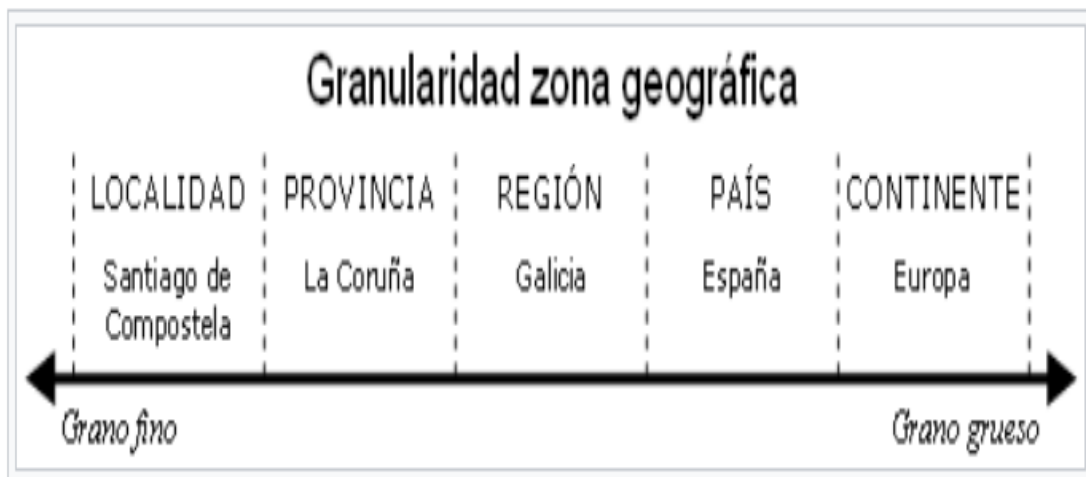 Granularidad zona geográfica
LOCALIDAD PROVINCIA REGIÓN PAÍS CONTINENTE
Santiago de La Coruña Galicia España Europa
Compostela
Grano fino Grano grueso